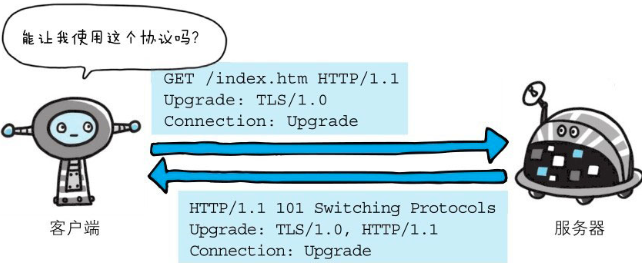 能让我使用这个协议吗?
GET /index.htm HTTP/1.1
Upgrade: TLS/1.0
Connection: Upgrade
HTTP/1.1 101 Switching Protocols
Upgrade: TLS/1.0, HTTP/1.1
Connection: Upgrade
客户端
服务器